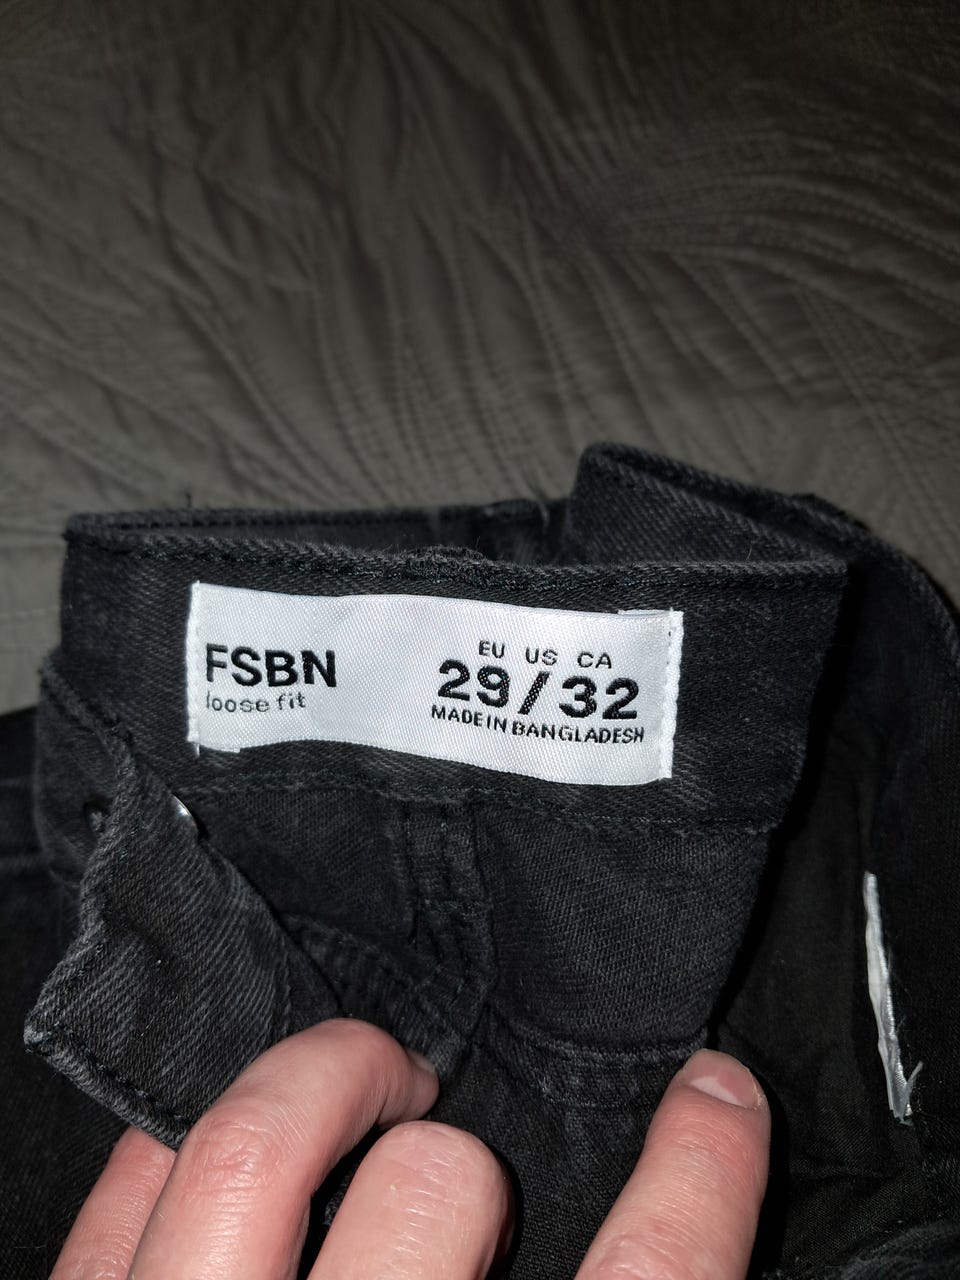 FSBN
loose fit
EU US CA
29/32
MADE IN BANGLADESH